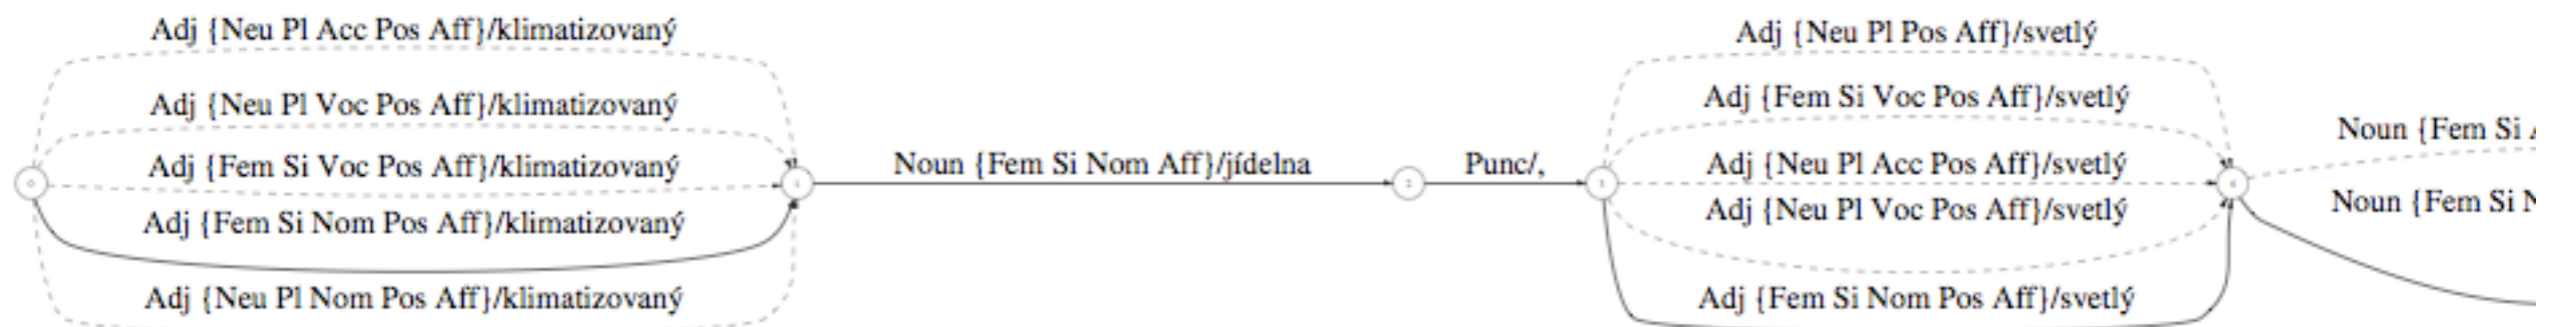 Adj {Neu Pl Acc Pos Aff}/klimatizovaný
Adj {Neu Pl Voc Pos Aff}/klimatizovaný
Adj {Fem Si Voc Pos Aff}/klimatizovaný
Adj {Fem Si Nom Pos Aff}/klimatizovaný
Adj {Neu Pl Nom Pos Aff}/klimatizovaný
Noun {Fem Si Nom Aff}/jídelna
Punc/,
Adj {Neu Pl Pos Aff}/svetlý
Adj {Fem Si Voc Pos Aff}/svetlý
Adj {Neu Pl Acc Pos Aff}/svetlý
Adj {Neu Pl Voc Pos Aff}/svetlý
Adj {Fem Si Nom Pos Aff}/svetlý
Noun {Fem Si
Noun {Fem Si